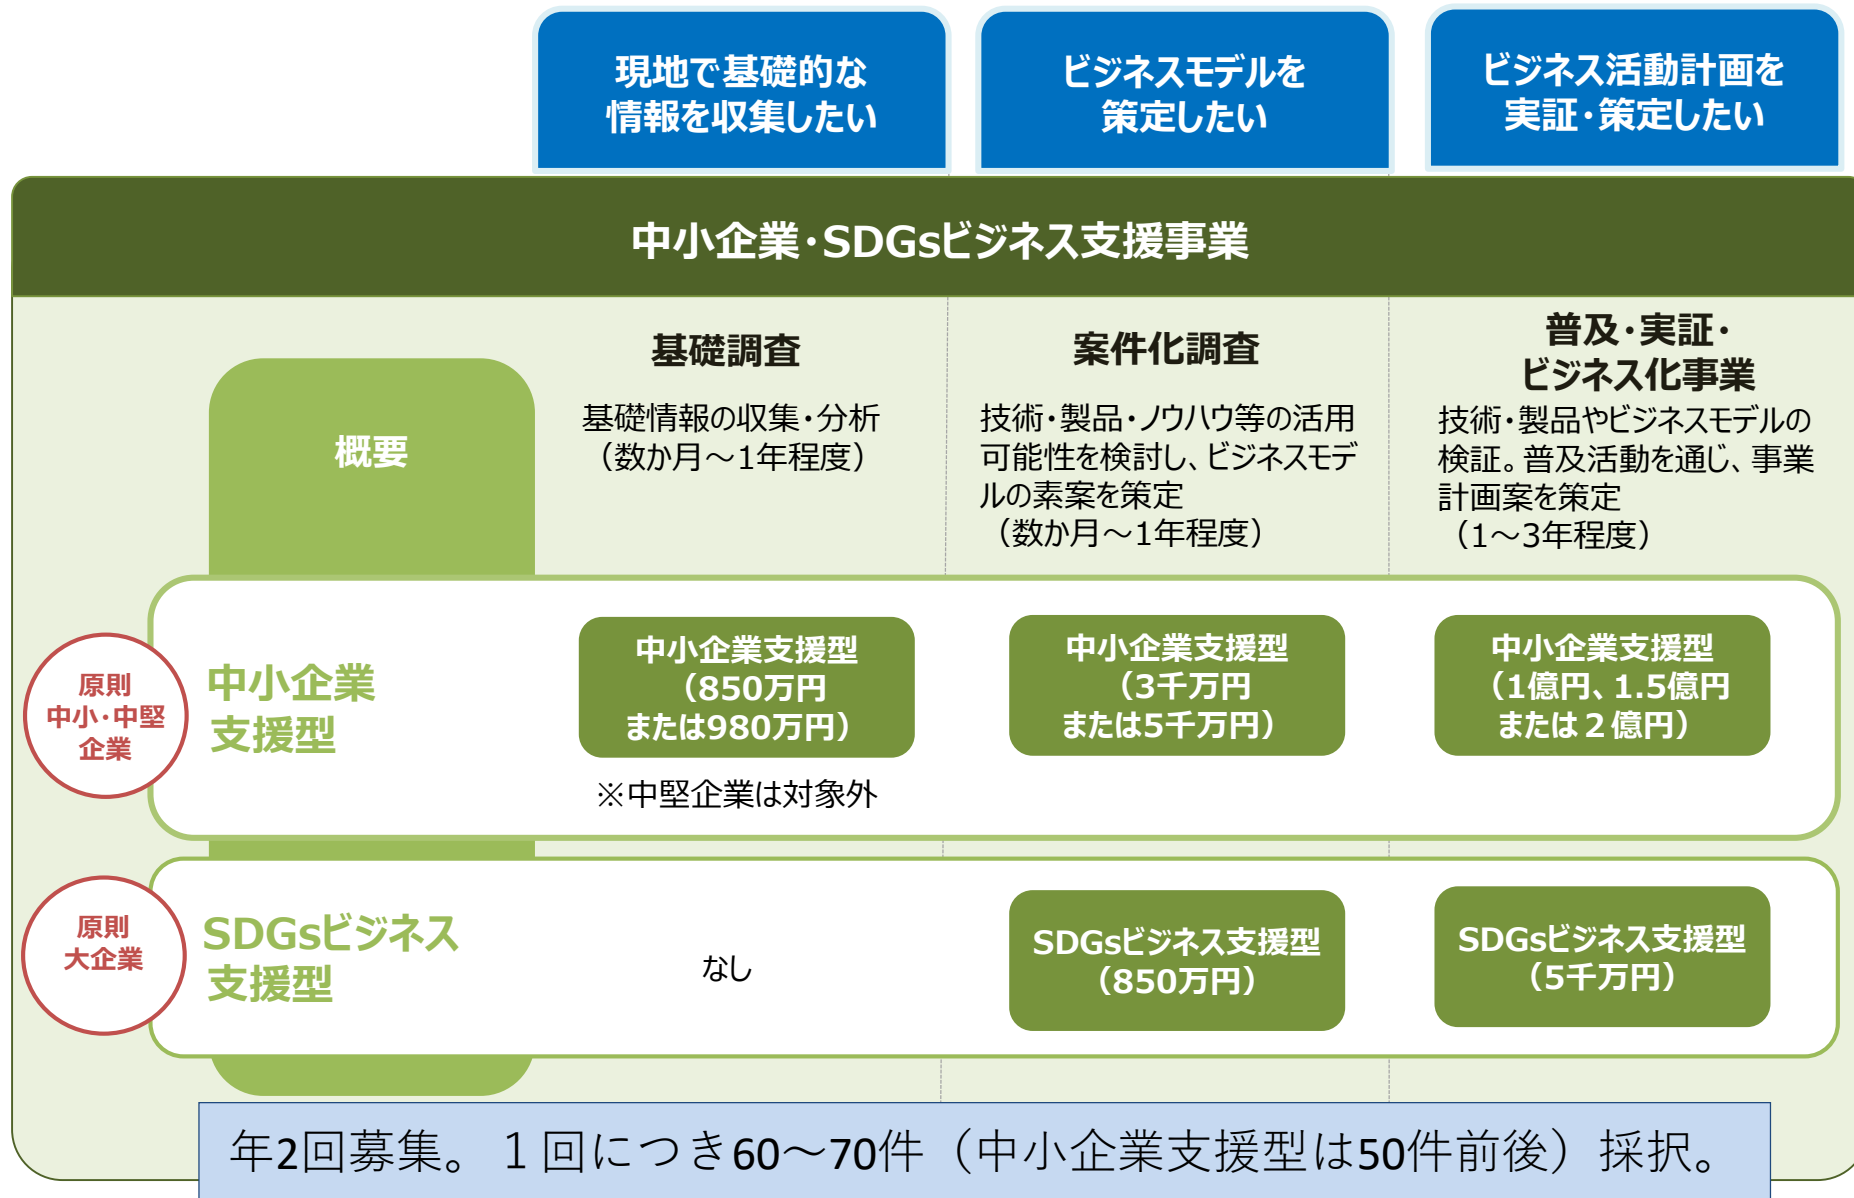 現地で基礎的な
情報を収集したい
ビジネスモデルを
策定したい
ビジネス活動計画を
実証・策定したい
中小企業・SDGsビジネス支援事業
概要
基礎調査
基礎情報の収集・分析
（数か月～1年程度）
案件化調査
技術・製品・ノウハウ等の活用
可能性を検討し、ビジネスモデ
ルの素案を策定
（数か月～1年程度）
普及・実証・
ビジネス化事業
技術・製品やビジネスモデルの
検証。普及活動を通じ、事業
計画案を策定
（1～3年程度）
原則
中小・中堅
企業
中小企業
支援型
中小企業支援型
（850万円
または980万円）
※中堅企業は対象外
中小企業支援型
（3千万円
または5千万円）
中小企業支援型
（1億円、1.5億円
または２億円）
原則
大企業
SDGsビジネス
支援型
なし
SDGsビジネス支援型
（850万円）
SDGsビジネス支援型
（5千万円）
年2回募集。１回につき60～70件（中小企業支援型は50件前後）採択。